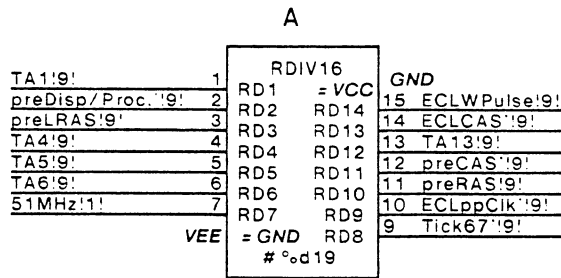 A
RDIV16
GND
TA1!9! 1 RD1 = VCC
preDisp/Proc.'!9! 2 RD2 RD14 15 ECLWPulse!9!
preLRAS!9! 3 RD3 RD13 14 ECLCAS'!9!
TA4!9! 4 RD4 RD12 13 TA13!9!
TA5!9! 5 RD5 RD11 12 preCAS'!9!
TA6!9! 6 RD6 RD10 11 preRAS!9!
51MHz!1! 7 RD7 RD9 10 ECLppClk'!9!
VEE = GND RD8 9 Tick67'!9!
# %d19